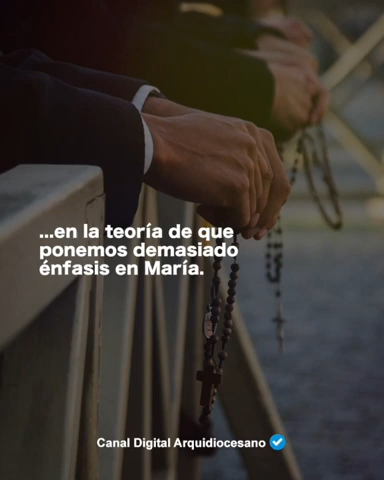 ...en la teoría de que
ponemos demasiado
énfasis en María.
Canal Digital Arquidiocesano